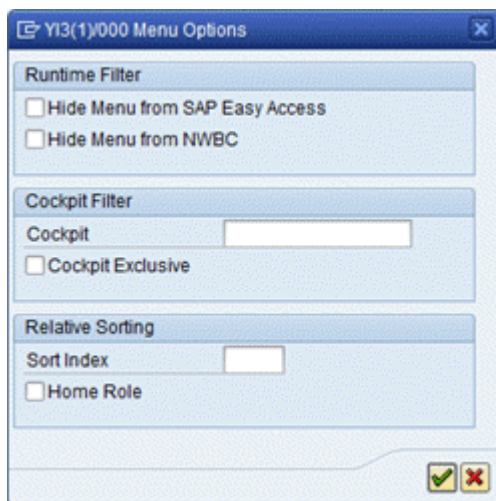 YI3(1)/000 Menu Options
Runtime Filter
Hide Menu from SAP Easy Access
Hide Menu from NWBC
Cockpit Filter
Cockpit
Cockpit Exclusive
Relative Sorting
Sort Index
Home Role